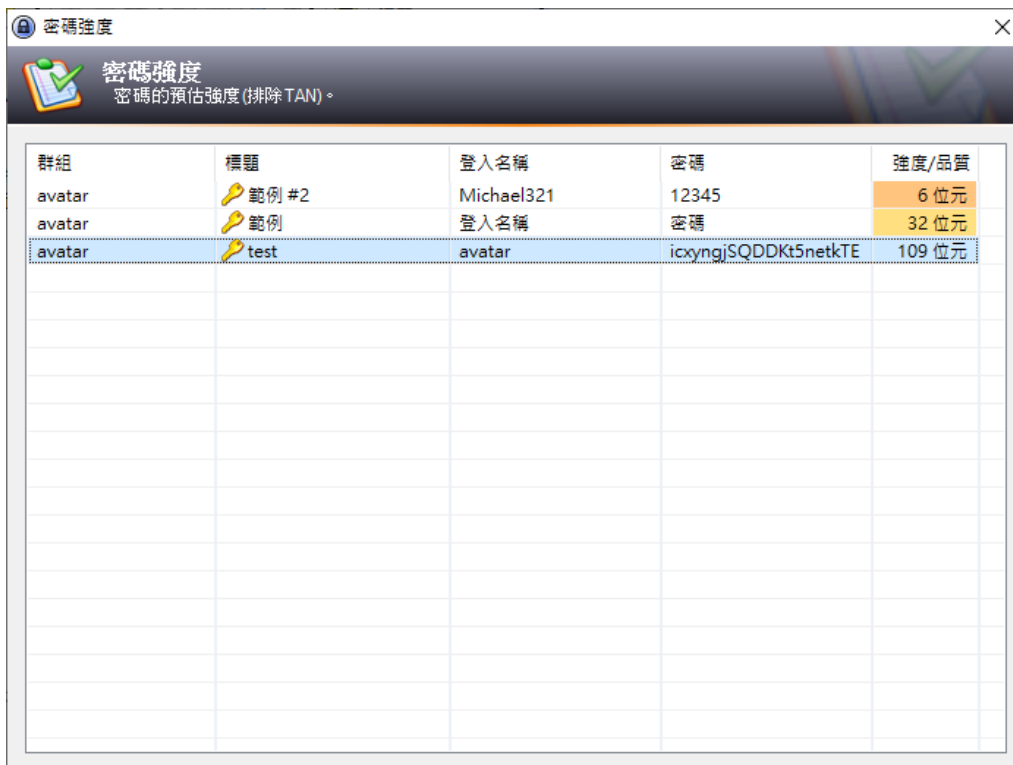 密碼強度
密碼強度
密碼的預估強度(排除TAN)。
群組 標題 登入名稱 密碼 強度/品質
avatar 範例 #2 Michael321 12345 6 位元
avatar 範例 登入名稱 密碼 32 位元
avatar test avatar icxyngjSQDDKt5netkTE 109 位元